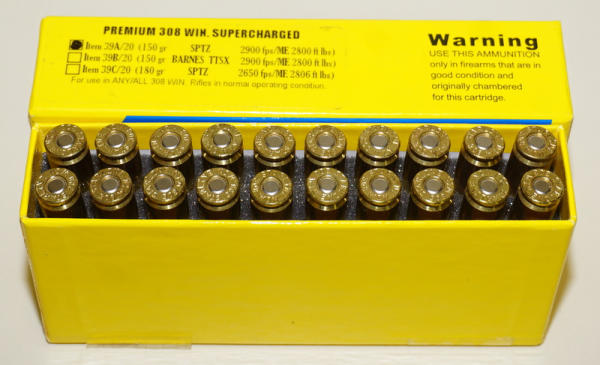 PREMIUM 308 WIN. SUPERCHARGED
Item 39A/20 (150 gr SPTZ 2900 fps/ME 2800 ft lbs)
Item 39B/20 (150 gr BARNES TTSX 2900 fps/ME 2800 ft lbs)
Item 39C/20 (180 gr SPTZ 2650 fps/ME 2806 ft lbs)
For use in ANY/ALL 308 WIN. Rifles in normal operating condition.
Warning
USE THIS AMMUNITION
only in firearms that are in
good condition and
originally chambered
for this cartridge.